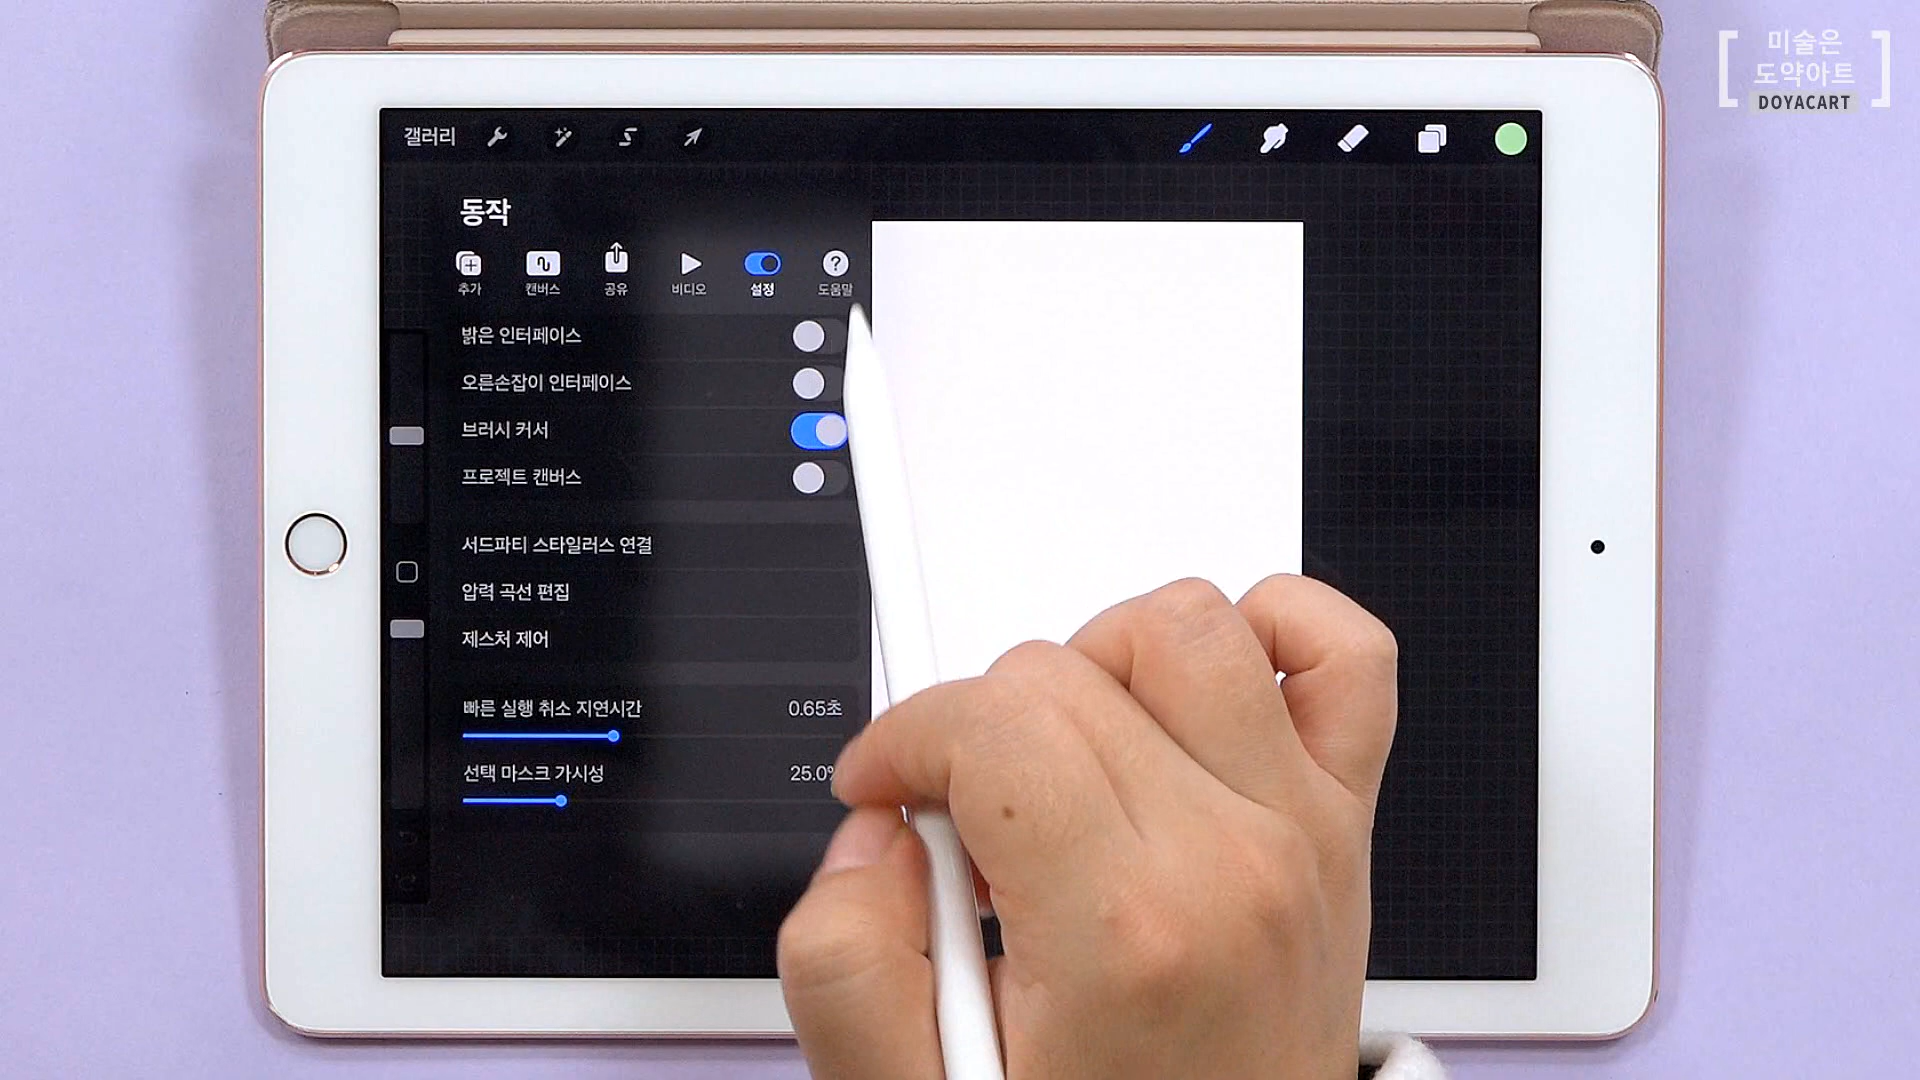 미술은
도약아트
DOYACART
갤러리
동작
추가 캔버스 공유 비디오 설정 도움말
밝은 인터페이스
오른손잡이 인터페이스
브러시 커서
프로젝트 캔버스
서드파티 스타일러스 연결
압력 곡선 편집
제스처 제어
빠른 실행 취소 지연시간 0.65초
선택 마스크 가시성 25.0%